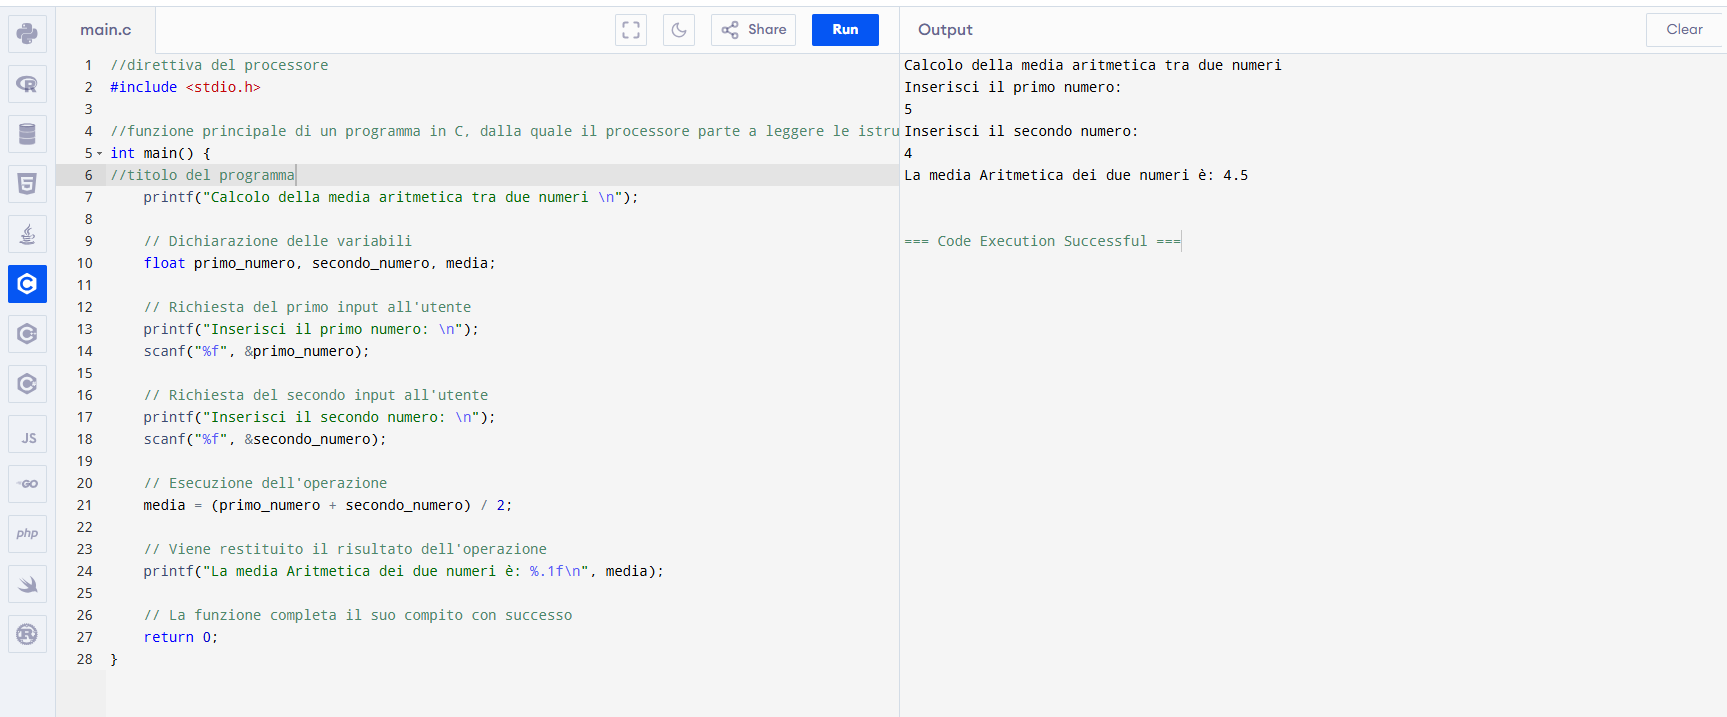 main.c
Share
Run
Output
Clear
JS
GO
php
1 //direttiva del processore
2 #include <stdio.h>
3
4 //funzione principale di un programma in C, dalla quale il processore parte a leggere le istru
5 int main() {
6 //titolo del programma
7 printf("Calcolo della media aritmetica tra due numeri \n");
8
9 // Dichiarazione delle variabili
10 float primo_numero, secondo_numero, media;
11
12 // Richiesta del primo input all'utente
13 printf("Inserisci il primo numero: \n");
14 scanf("%f", &primo_numero);
15
16 // Richiesta del secondo input all'utente
17 printf("Inserisci il secondo numero: \n");
18 scanf("%f", &secondo_numero);
19
20 // Esecuzione dell'operazione
21 media = (primo_numero + secondo_numero) / 2;
22
23 // Viene restituito il risultato dell'operazione
24 printf("La media Aritmetica dei due numeri è: %.1f\n", media);
25
26 // La funzione completa il suo compito con successo
27 return 0;
28 }
Calcolo della media aritmetica tra due numeri
Inserisci il primo numero:
5
Inserisci il secondo numero:
4
La media Aritmetica dei due numeri è: 4.5
=== Code Execution Successful ===